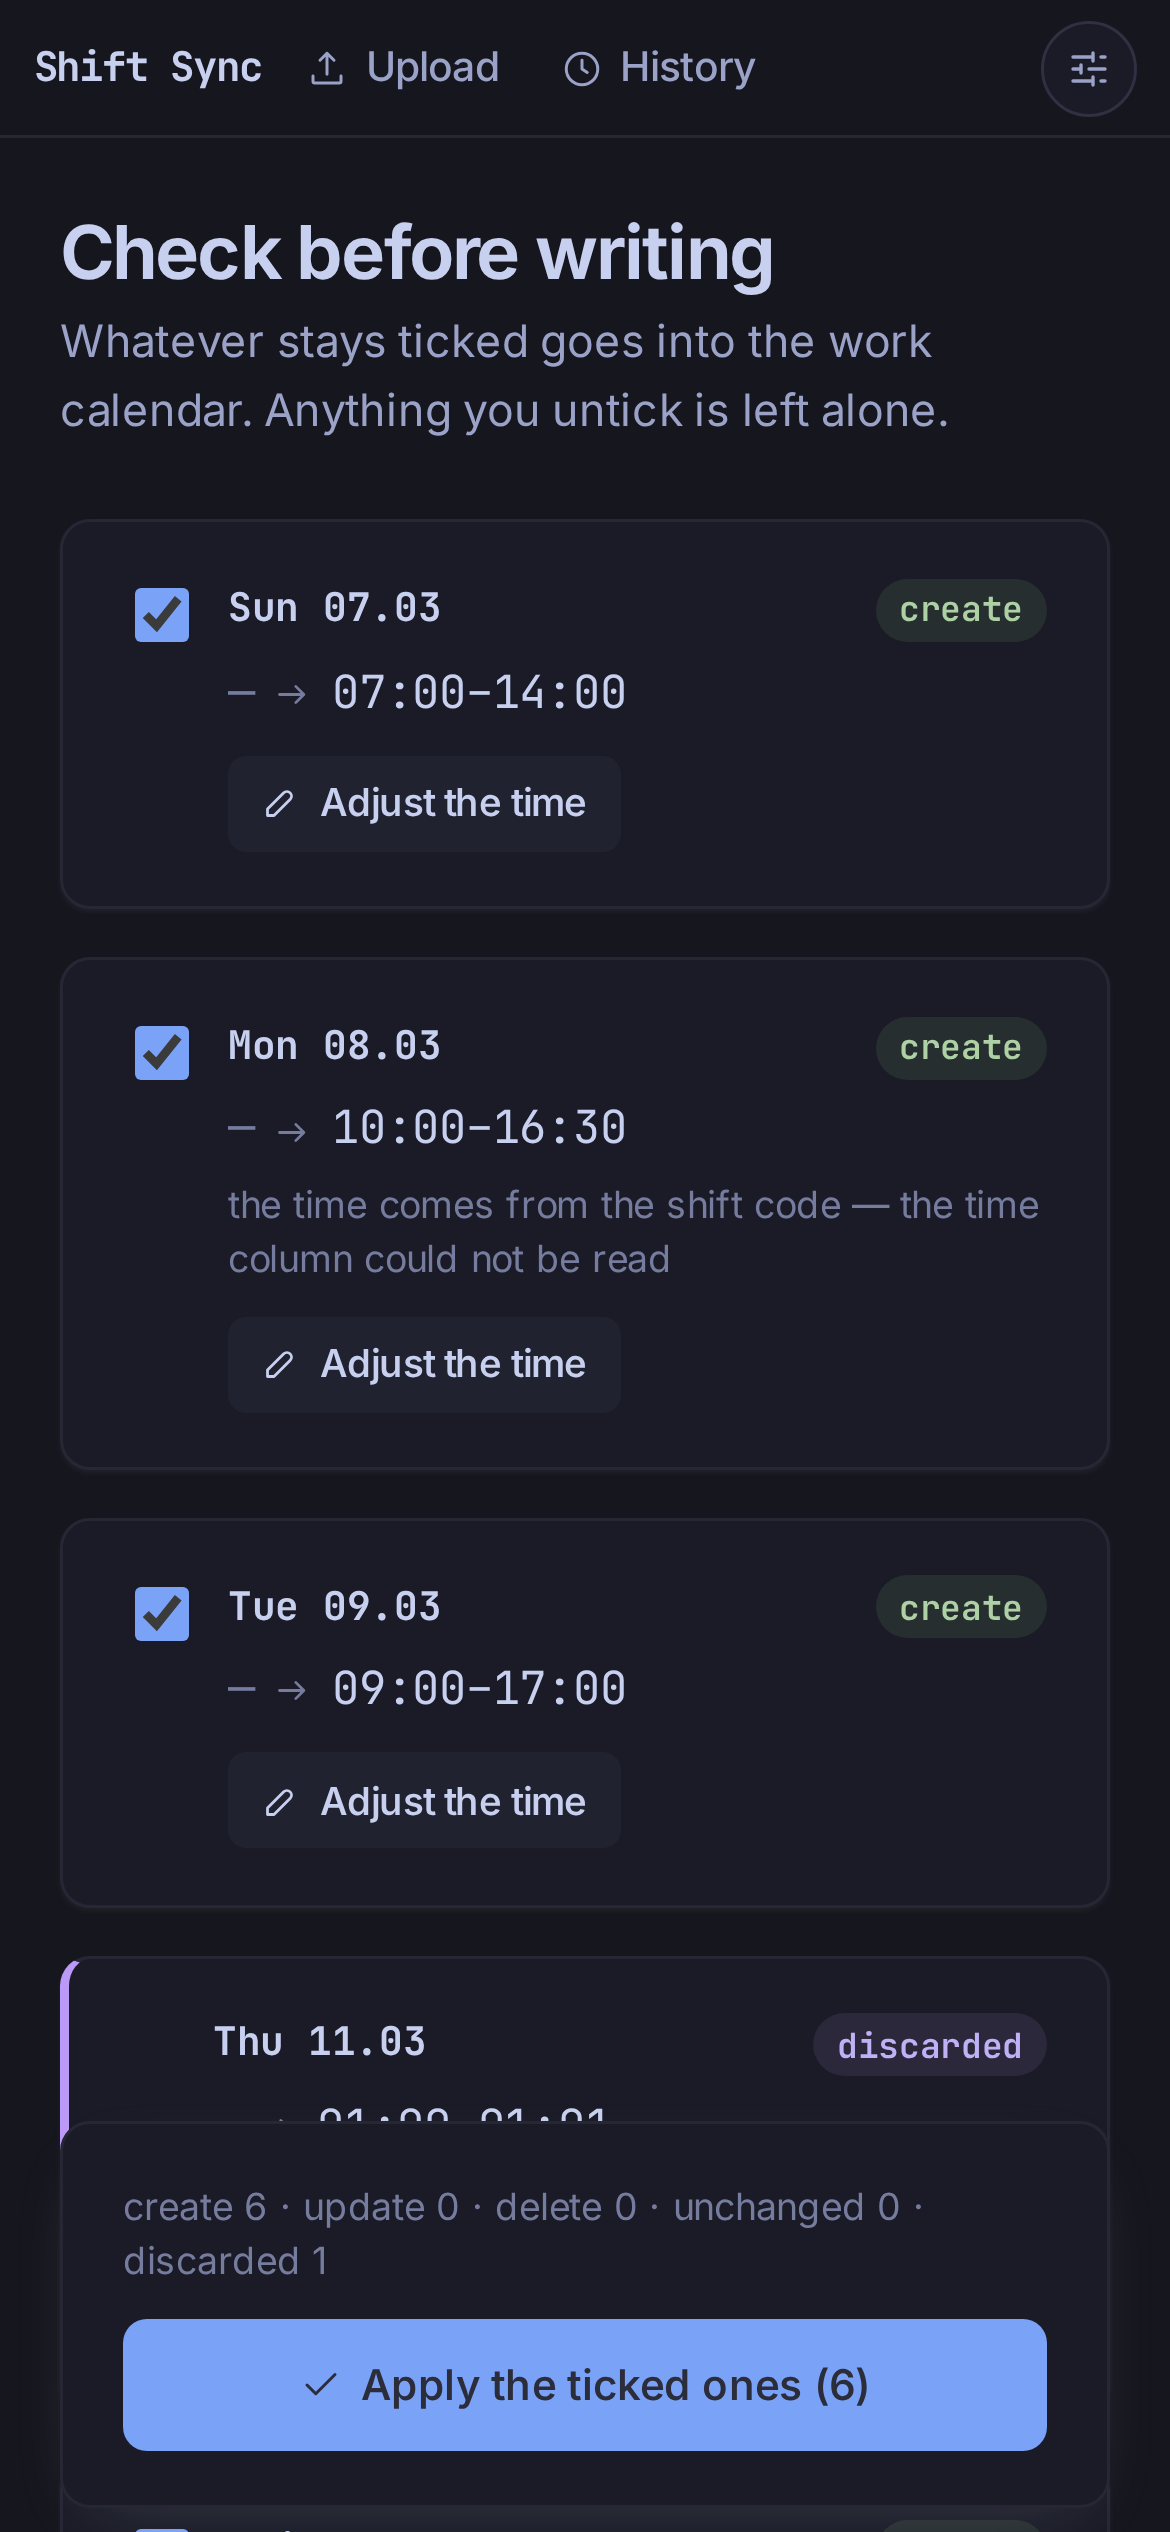 Shift Sync
Upload
History
Check before writing
Whatever stays ticked goes into the work
calendar. Anything you untick is left alone.
Sun 07.03
create
— → 07:00–14:00
Adjust the time
Mon 08.03
create
— → 10:00–16:30
the time comes from the shift code — the time
column could not be read
Adjust the time
Tue 09.03
create
— → 09:00–17:00
Adjust the time
Thu 11.03
discarded
create 6 · update 0 · delete 0 · unchanged 0 ·
discarded 1
Apply the ticked ones (6)